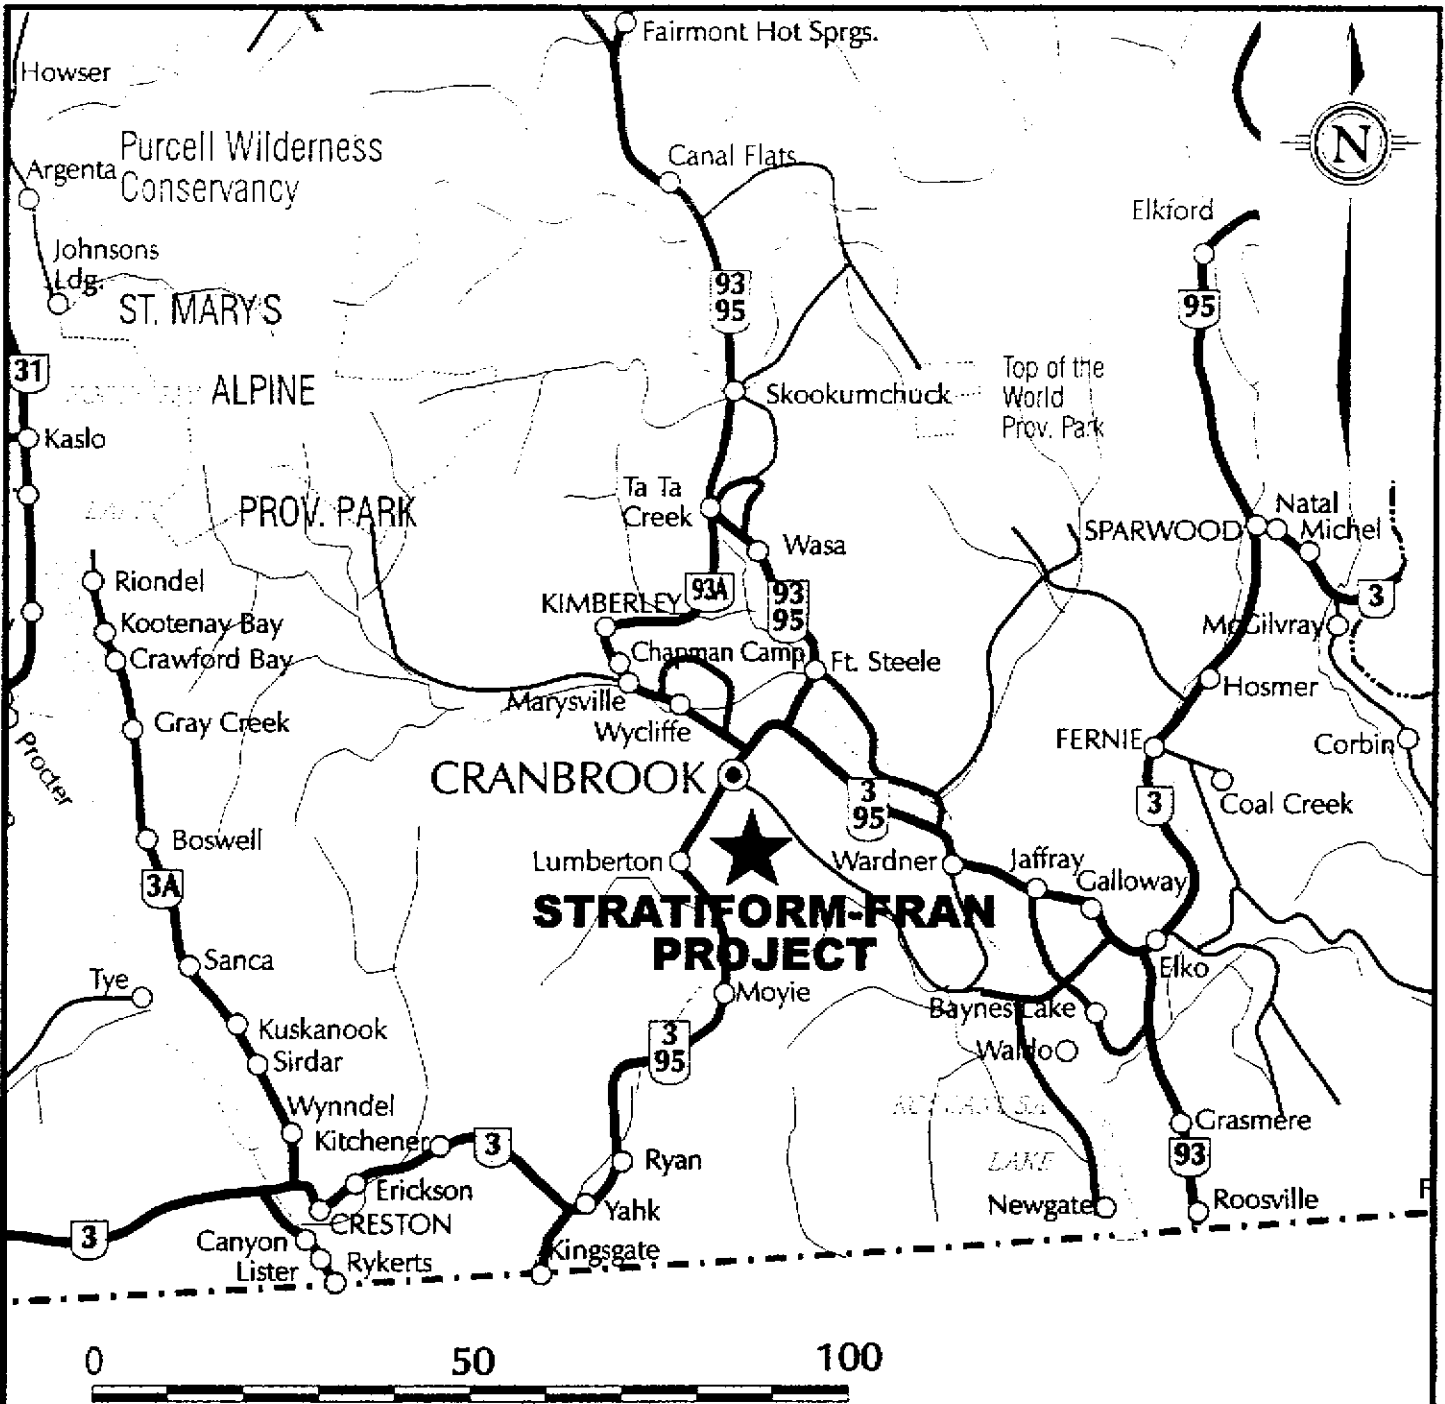 Fairmont Hot Sprgs.
Howser
N
Purcell Wilderness
Conservancy
Argenta
Canal Flats
Elkford
Johnsons
Ldg.
ST. MARY'S
93
95
95
31
ALPINE
Top of the
World
Prov. Park
Skookumchuck
Kaslo
PROV. PARK
Ta Ta
Creek
Natal
SPARWOOD
Michel
Wasa
Riondel
93A
93
95
3
KIMBERLEY
Kootenay Bay
McGilvray
Crawford Bay
Chapman Camp
Ft. Steele
Hosmer
Marysville
Gray Creek
Wycliffe
FERNIE
Corbin
Procter
CRANBROOK
3
95
3
Coal Creek
Boswell
Lumberton
Wardner
Jaffray
Galloway
3A
STRATIFORM-FRAN
PROJECT
Sanca
Elko
Tye
Moyie
Baynes Lake
Kuskanook
3
95
Waldo
Sirdar
Wynndel
Kitchener
3
Grasmere
Ryan
93
LAKE
Erickson
Yahk
Newgate
Roosville
F
CRESTON
3
Canyon
Kingsgate
Lister
Rykerts
0
50
100